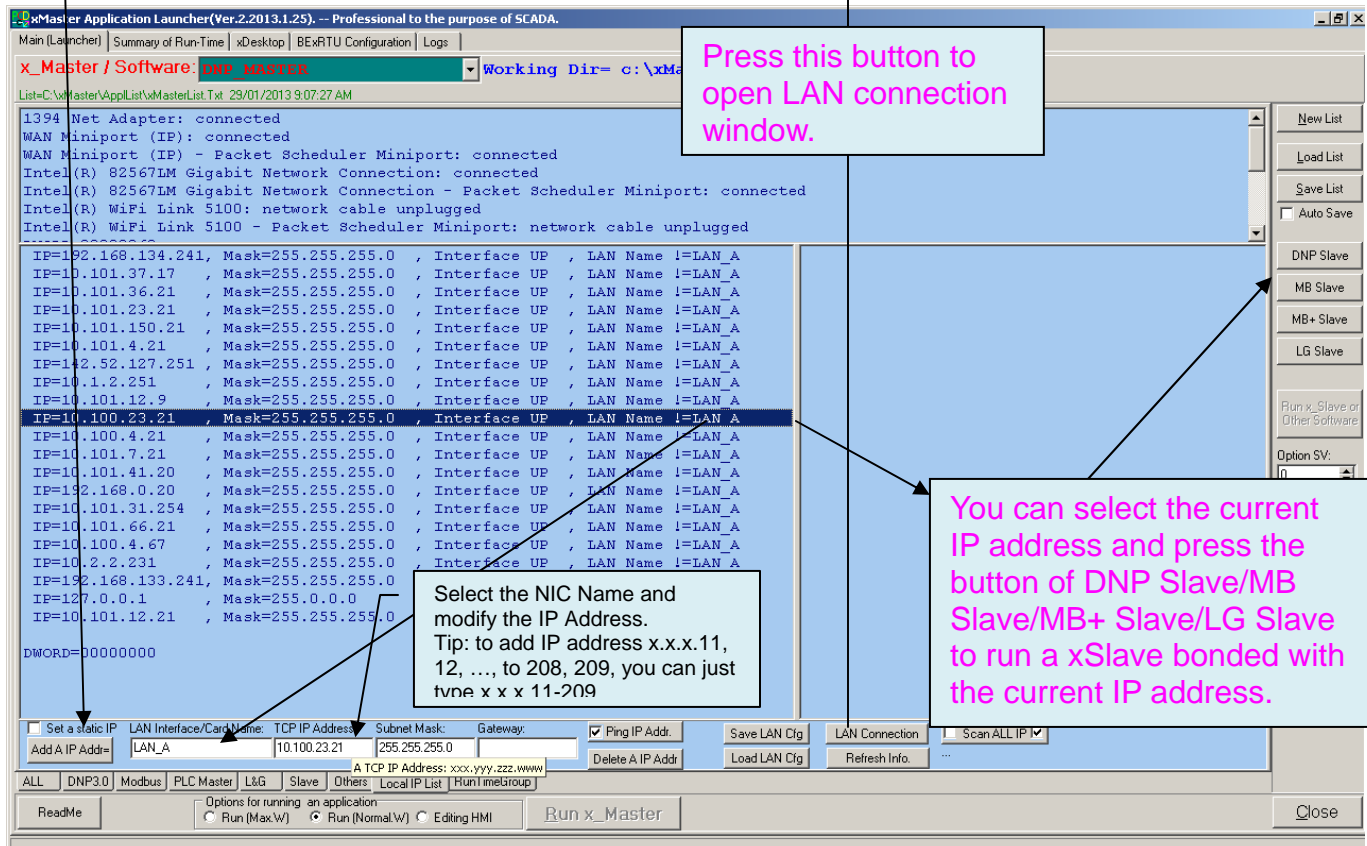 xMaster Application Launcher(Ver.2.2013.1.25). -- Professional to the purpose of SCADA.
Main (Launcher) Summary of Run-Time xDesktop BExRTU Configuration Logs
x_Master / Software: DNP_MASTER Working Dir= c:\xMa
List=C:\xMaster\ApplList\xMasterList.Txt 29/01/2013 9:07:27 AM
Press this button to
open LAN connection
window.
1394 Net Adapter: connected
WAN Miniport (IP): connected
WAN Miniport (IP) - Packet Scheduler Miniport: connected
Intel(R) 82567LM Gigabit Network Connection: connected
Intel(R) 82567LM Gigabit Network Connection - Packet Scheduler Miniport: connected
Intel(R) WiFi Link 5100: network cable unplugged
Intel(R) WiFi Link 5100 - Packet Scheduler Miniport: network cable unplugged
IP=192.168.134.241, Mask=255.255.255.0 , Interface UP , LAN Name !=LAN_A
IP=10.101.37.17 , Mask=255.255.255.0 , Interface UP , LAN Name !=LAN_A
IP=10.101.36.21 , Mask=255.255.255.0 , Interface UP , LAN Name !=LAN_A
IP=10.101.23.21 , Mask=255.255.255.0 , Interface UP , LAN Name !=LAN_A
IP=10.101.150.21 , Mask=255.255.255.0 , Interface UP , LAN Name !=LAN_A
IP=10.101.4.21 , Mask=255.255.255.0 , Interface UP , LAN Name !=LAN_A
IP=142.52.127.251 , Mask=255.255.255.0 , Interface UP , LAN Name !=LAN_A
IP=10.1.2.251 , Mask=255.255.255.0 , Interface UP , LAN Name !=LAN_A
IP=10.101.12.9 , Mask=255.255.255.0 , Interface UP , LAN Name !=LAN_A
IP=10.100.23.21 , Mask=255.255.255.0 , Interface UP , LAN Name !=LAN_A
IP=10.100.4.21 , Mask=255.255.255.0 , Interface UP , LAN Name !=LAN_A
IP=10.101.7.21 , Mask=255.255.255.0 , Interface UP , LAN Name !=LAN_A
IP=10.101.41.20 , Mask=255.255.255.0 , Interface UP , LAN Name !=LAN_A
IP=192.168.0.20 , Mask=255.255.255.0 , Interface UP , LAN Name !=LAN_A
IP=10.101.31.254 , Mask=255.255.255.0 , Interface UP , LAN Name !=LAN_A
IP=10.101.66.21 , Mask=255.255.255.0 , Interface UP , LAN Name !=LAN_A
IP=10.100.4.67 , Mask=255.255.255.0 , Interface UP , LAN Name !=LAN_A
IP=10.2.2.231 , Mask=255.255.255.0 , Interface UP , LAN Name !=LAN_A
IP=192.168.133.241, Mask=255.255.255.0
IP=127.0.0.1 , Mask=255.0.0.0
IP=10.101.12.21 , Mask=255.255.255.0
DWORD=00000000
Select the NIC Name and
modify the IP Address.
Tip: to add IP address x.x.x.11,
12, …, to 208, 209, you can just
type x.x.x.11-209
New List
Load List
Save List
Auto Save
DNP Slave
MB Slave
MB+ Slave
LG Slave
Run x_Slave or
Other Software
Option SV:
0
You can select the current
IP address and press the
button of DNP Slave/MB
Slave/MB+ Slave/LG Slave
to run a xSlave bonded with
the current IP address.
Set a static IP LAN Interface/Card Name: TCP IP Address: Subnet Mask: Gateway: Ping IP Addr. Save LAN Cfg LAN Connection Scan ALL IP
Add A IP Addr= LAN_A 10.100.23.21 255.255.255.0 Delete A IP Addr Load LAN Cfg Refresh Info. ...
A TCP IP Address: xxx.yyy.zzz.www
ALL DNP3.0 Modbus PLC Master L&G Slave Others Local IP List RunTimeGroup
ReadMe Options for running an application Run x_Master Close
Run (Max.W) Run (Normal.W) Editing HMI